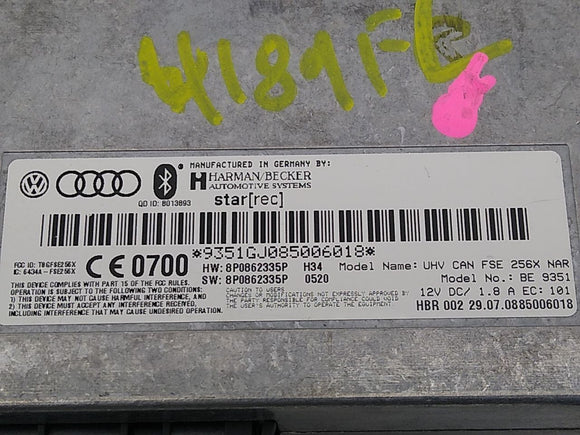 4189FL
MANUFACTURED IN GERMANY BY:
HARMAN/BECKER
AUTOMOTIVE SYSTEMS
QD ID: B013893
star[rec]
*9351GJ085006018*
FCC ID: T8GFSE256X
IC: 6434A-FSE256X
CE 0700
HW: 8P0862335P H34
SW: 8P0862335P 0520
Model Name: UHV CAN FSE 256X NAR
Model No.: BE 9351
12V DC/ 1.8 A EC: 101
HBR 002 29.07.0885006018
THIS DEVICE COMPLIES WITH PART 15 OF THE FCC RULES.
OPERATION IS SUBJECT TO THE FOLLOWING TWO CONDITIONS:
1) THIS DEVICE MAY NOT CAUSE HARMFUL INTERFERENCE, AND
2) THIS DEVICE MUST ACCEPT ANY INTERFERENCE RECEIVED,
INCLUDING INTERFERENCE THAT MAY CAUSE UNDESIRED OPERATION.
CAUTION TO USERS
CHANGES OR MODIFICATIONS NOT EXPRESSLY APPROVED BY
THE PARTY RESPONSIBLE FOR COMPLIANCE COULD VOID
THE USER'S AUTHORITY TO OPERATE THE EQUIPMENT